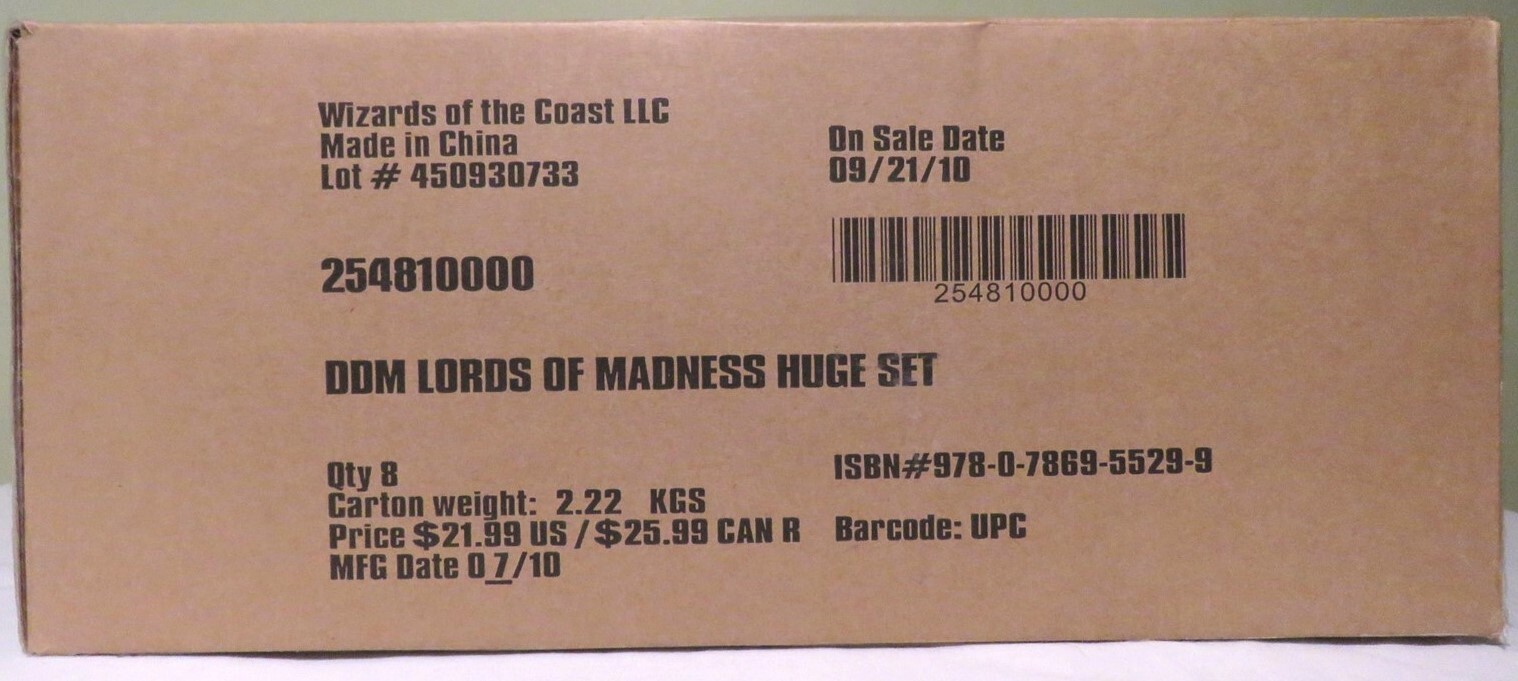 Wizards of the Coast LLC
Made in China
Lot # 450930733
On Sale Date
09/21/10
254810000
254810000
DDM LORDS OF MADNESS HUGE SET
Qty 8
Carton weight: 2.22 KGS
Price $21.99 US / $25.99 CAN R
MFG Date 0 7/10
ISBN#978-0-7869-5529-9
Barcode: UPC